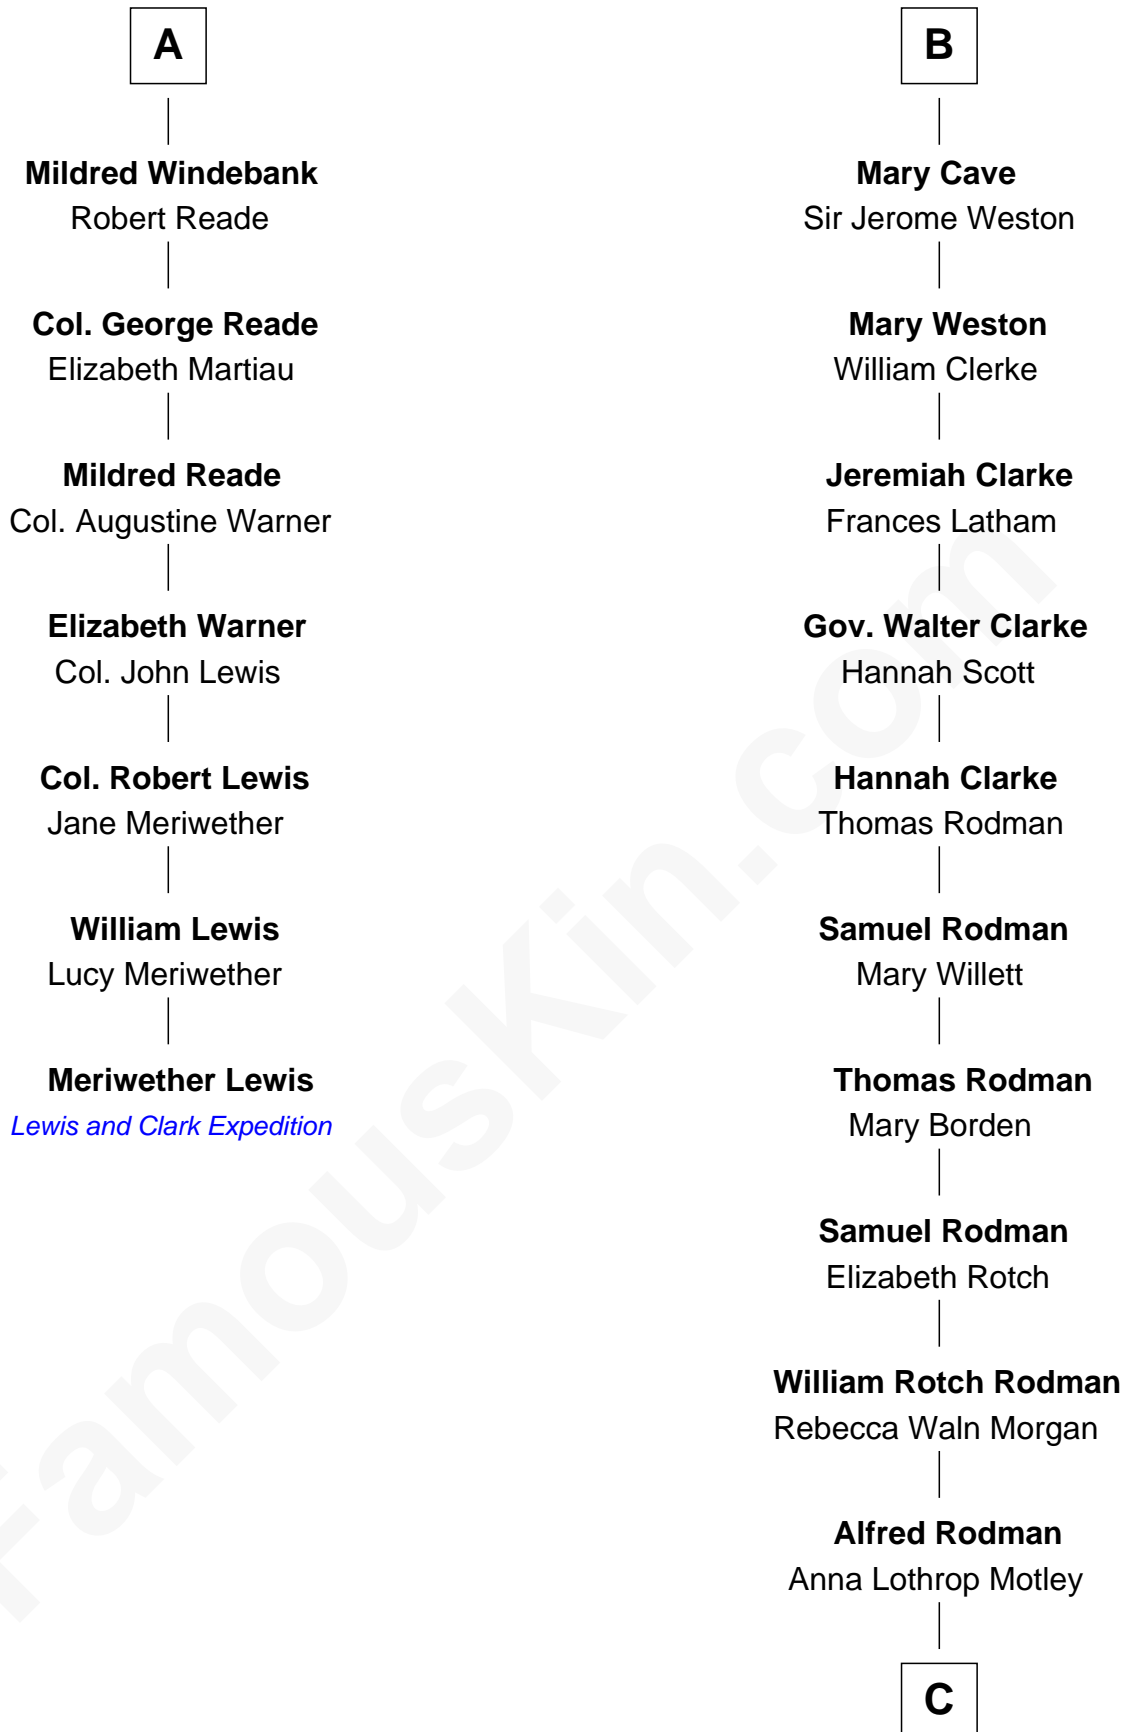 A
Mildred Windebank
Robert Reade
Col. George Reade
Elizabeth Martiau
Mildred Reade
Col. Augustine Warner
Elizabeth Warner
Col. John Lewis
Col. Robert Lewis
Jane Meriwether
William Lewis
Lucy Meriwether
Meriwether Lewis
Lewis and Clark Expedition
B
Mary Cave
Sir Jerome Weston
Mary Weston
William Clerke
Jeremiah Clarke
Frances Latham
Gov. Walter Clarke
Hannah Scott
Hannah Clarke
Thomas Rodman
Samuel Rodman
Mary Willett
Thomas Rodman
Mary Borden
Samuel Rodman
Elizabeth Rotch
William Rotch Rodman
Rebecca Waln Morgan
Alfred Rodman
Anna Lothrop Motley
C
FamousKin.com